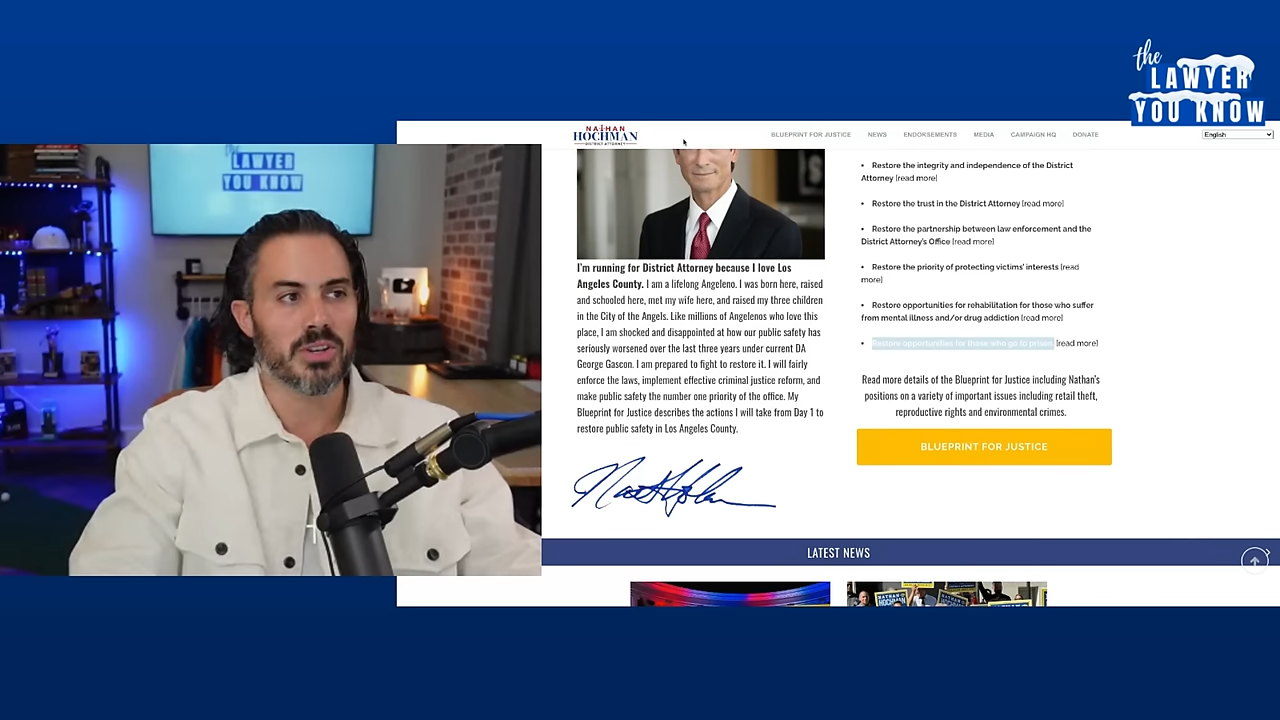 the
LAWYER
YOU KNOW
NATHAN
HOCHMAN
DISTRICT ATTORNEY
BLUEPRINT FOR JUSTICE NEWS ENDORSEMENTS MEDIA CAMPAIGN HQ DONATE
English
LAWYER
YOU KNOW
I'm running for District Attorney because I love Los
Angeles County. I am a lifelong Angeleno. I was born here, raised
and schooled here, met my wife here, and raised my three children
in the City of the Angels. Like millions of Angelenos who love this
place, I am shocked and disappointed at how our public safety has
seriously worsened over the last three years under current DA
George Gascon. I am prepared to fight to restore it. I will fairly
enforce the laws, implement effective criminal justice reform, and
make public safety the number one priority of the office. My
Blueprint for Justice describes the actions I will take from Day 1 to
restore public safety in Los Angeles County.
• Restore the integrity and independence of the District
Attorney [read more]
• Restore the trust in the District Attorney [read more]
• Restore the partnership between law enforcement and the
District Attorney's Office [read more]
• Restore the priority of protecting victims' interests [read
more]
• Restore opportunities for rehabilitation for those who suffer
from mental illness and/or drug addiction [read more]
• Restore opportunities for those who go to prison [read more]
Read more details of the Blueprint for Justice including Nathan's
positions on a variety of important issues including retail theft,
reproductive rights and environmental crimes.
BLUEPRINT FOR JUSTICE
LATEST NEWS